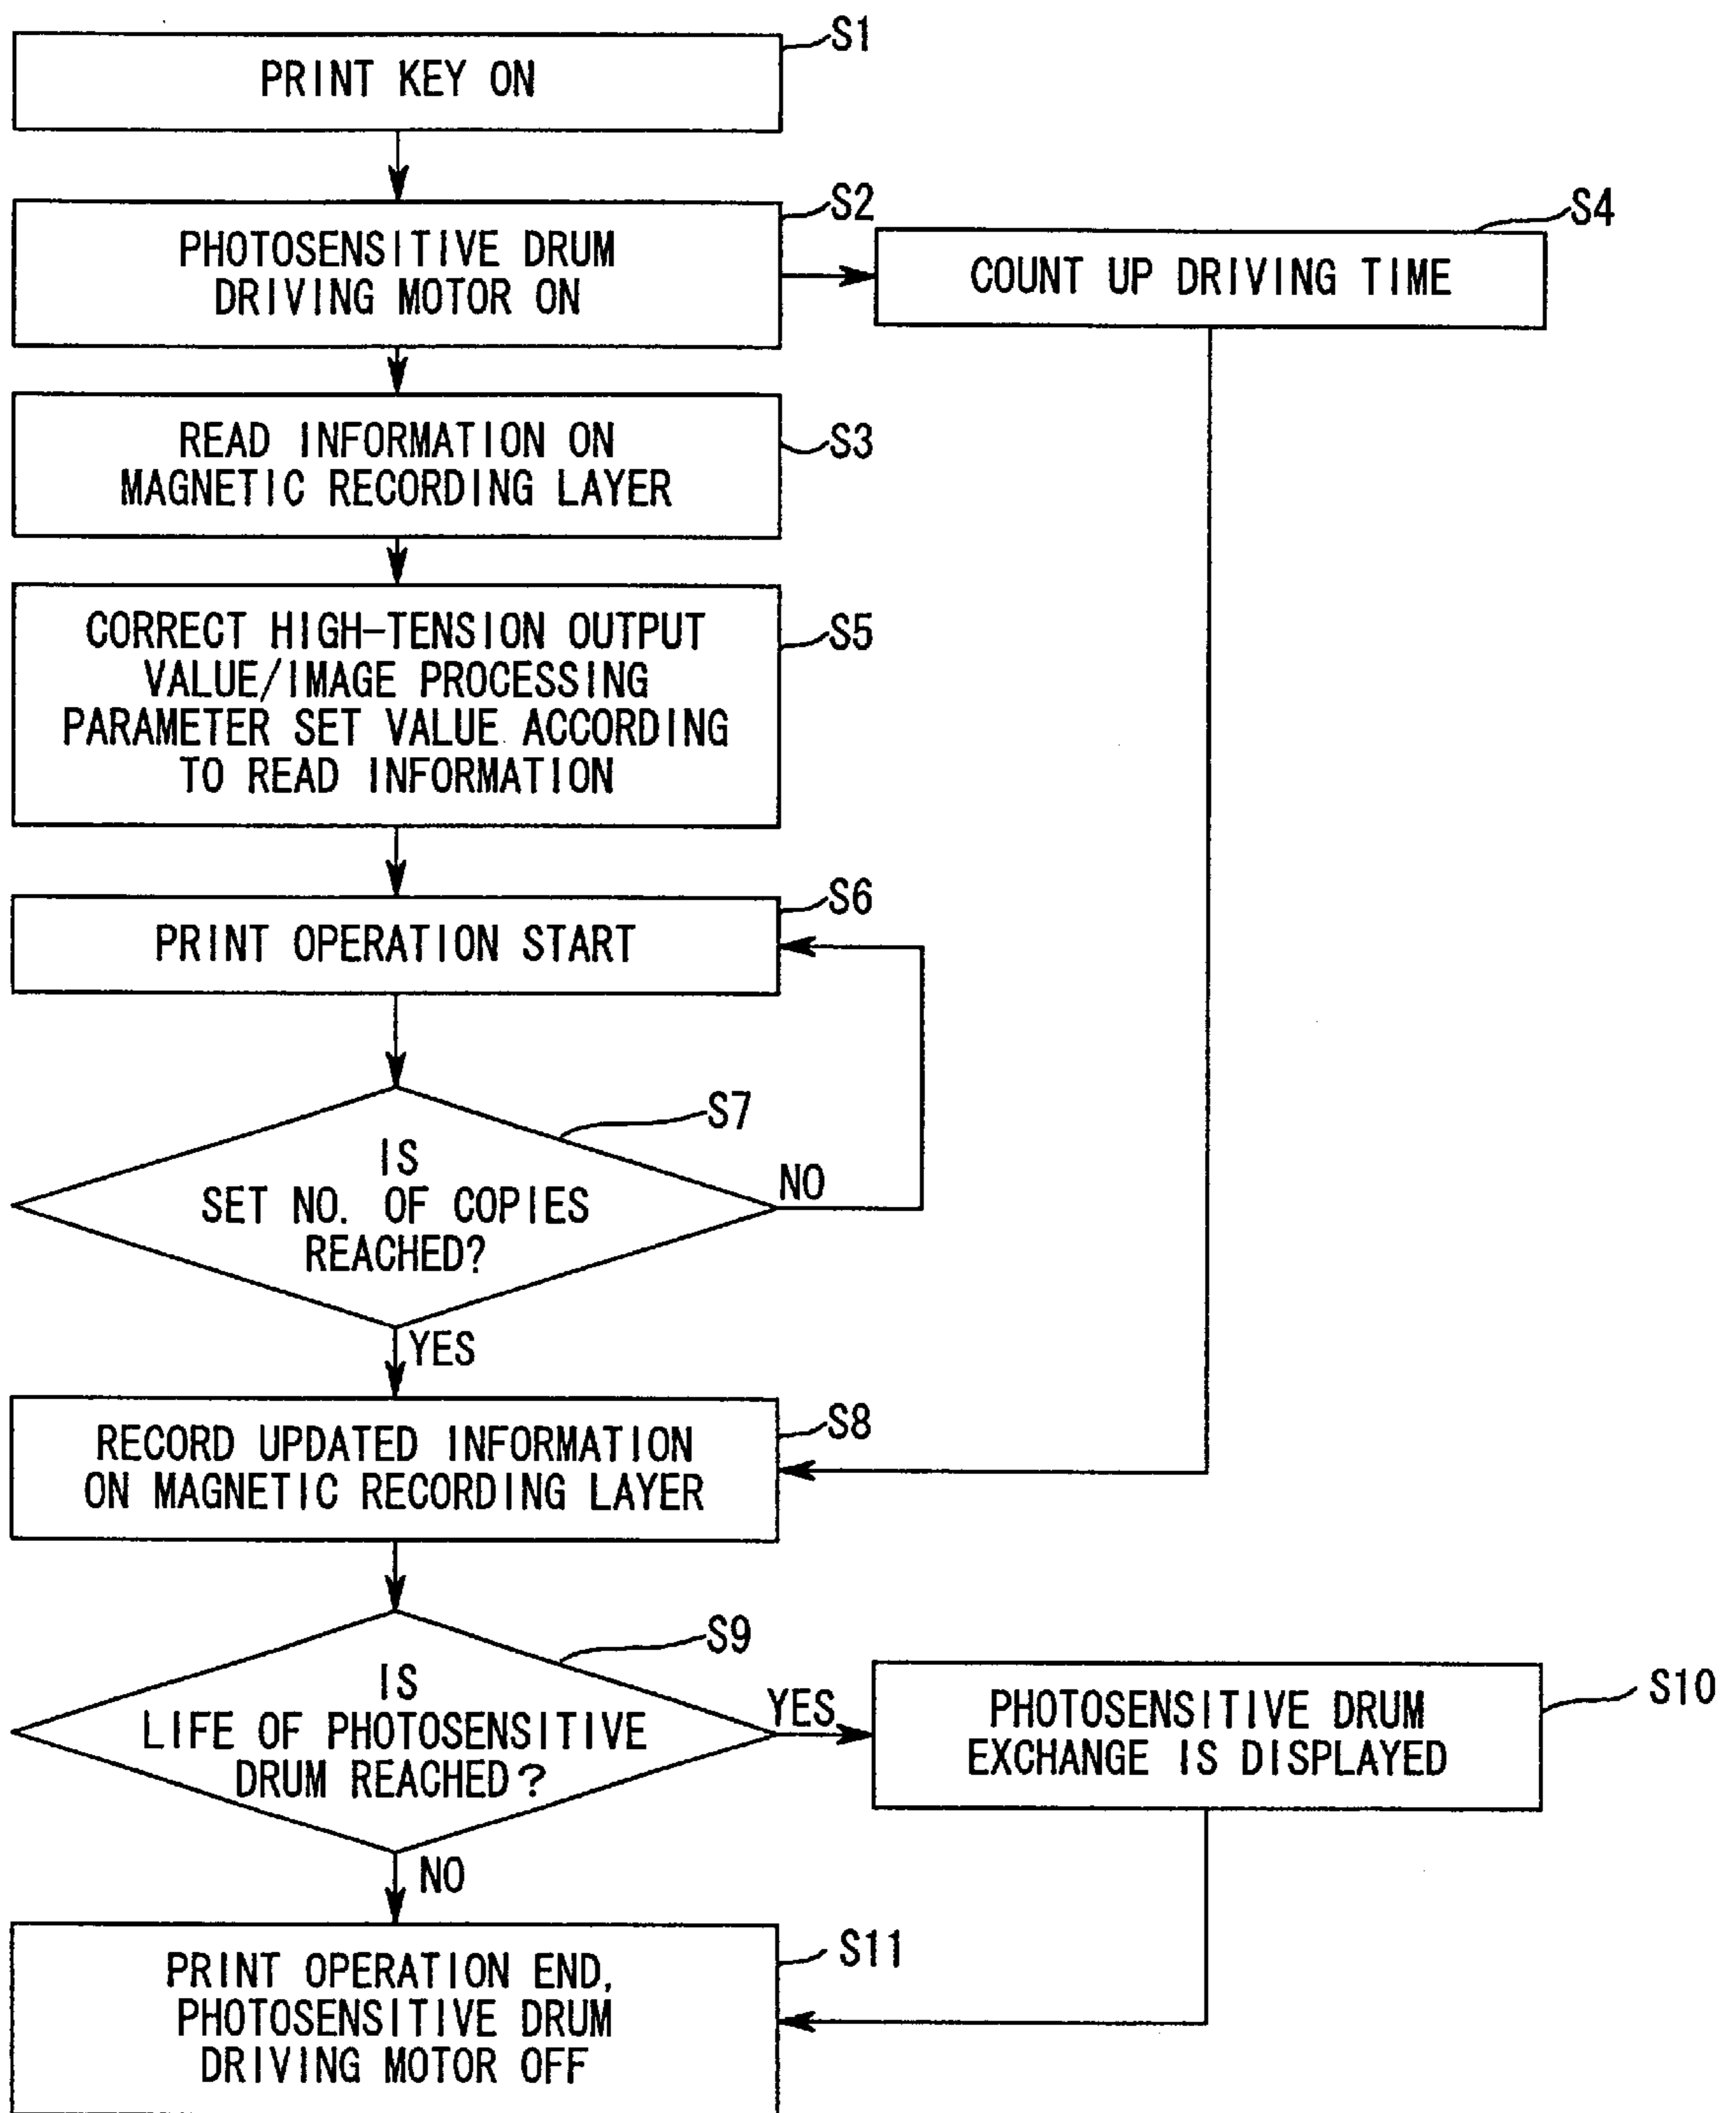 S1
PRINT KEY ON
S2
PHOTOSENSITIVE DRUM
DRIVING MOTOR ON
S4
COUNT UP DRIVING TIME
S3
READ INFORMATION ON
MAGNETIC RECORDING LAYER
S5
CORRECT HIGH-TENSION OUTPUT
VALUE/IMAGE PROCESSING
PARAMETER SET VALUE ACCORDING
TO READ INFORMATION
S6
PRINT OPERATION START
S7
IS
SET NO. OF COPIES
REACHED?
NO
YES
S8
RECORD UPDATED INFORMATION
ON MAGNETIC RECORDING LAYER
S9
IS
LIFE OF PHOTOSENSITIVE
DRUM REACHED?
YES
S10
PHOTOSENSITIVE DRUM
EXCHANGE IS DISPLAYED
NO
S11
PRINT OPERATION END,
PHOTOSENSITIVE DRUM
DRIVING MOTOR OFF